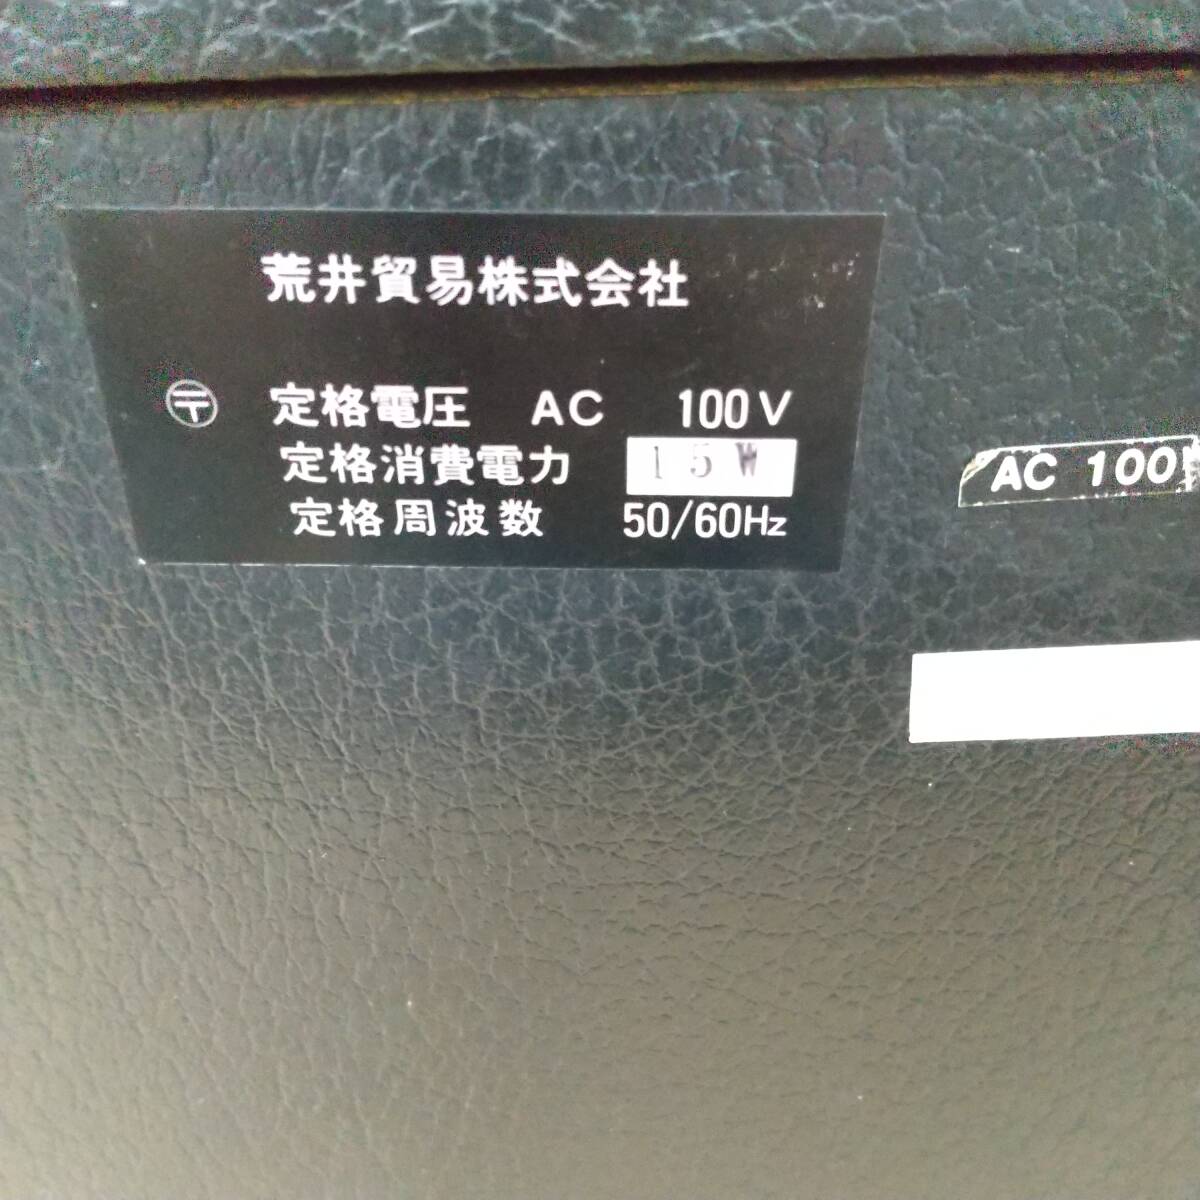 荒井貿易株式会社
〒 定格電圧 AC 100V
定格消費電力 15W
定格周波数 50/60Hz
AC 100